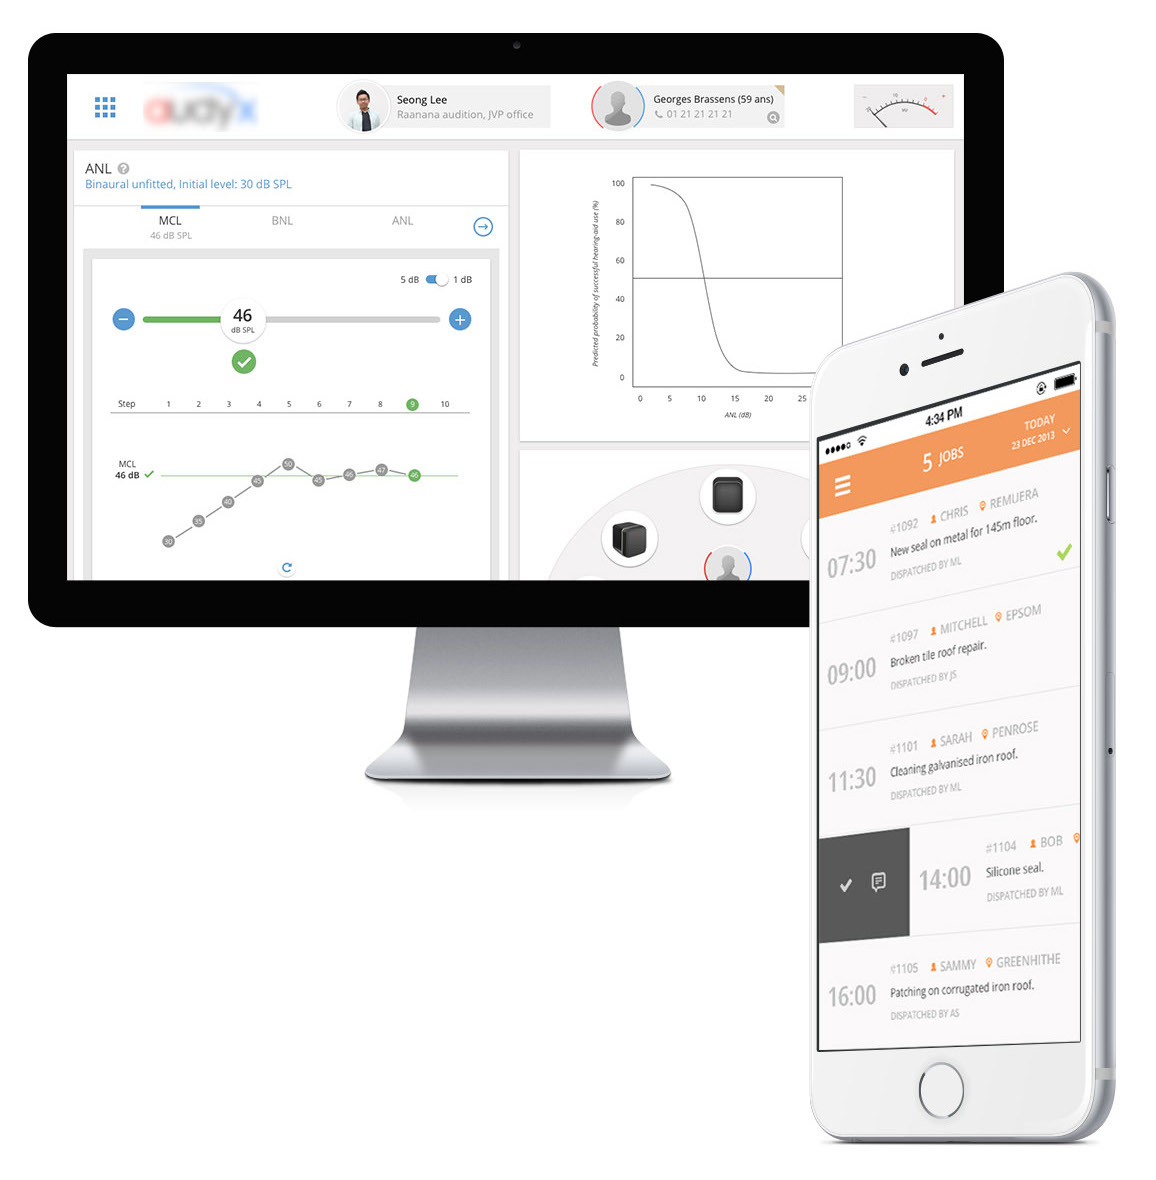 audyx
Seong Lee
Raanana audition, JVP office
Georges Brassens (59 ans)
01 21 21 21 21
10
VU
ANL ?
Binaural unfitted, Initial level: 30 dB SPL
MCL
46 dB SPL
BNL
ANL
5 dB
1 dB
46
dB SPL
Step 1 2 3 4 5 6 7 8 9 10
MCL
46 dB
30 35 40 45 50 45 46 47 46
Predicted probability of successful hearing-aid use (%)
100
80
60
40
20
0
0 5 10 15 20 25
ANL (dB)
4:34 PM
5 JOBS
TODAY
23 DEC 2013
07:30
#1092 CHRIS REMUERA
New seal on metal for 145m floor.
DISPATCHED BY ML
09:00
#1097 MITCHELL EPSOM
Broken tile roof repair.
DISPATCHED BY JS
11:30
#1101 SARAH PENROSE
Cleaning galvanised iron roof.
DISPATCHED BY ML
14:00
#1104 BOB
Silicone seal.
DISPATCHED BY ML
16:00
#1105 SAMMY GREENHITHE
Patching on corrugated iron roof.
DISPATCHED BY AS